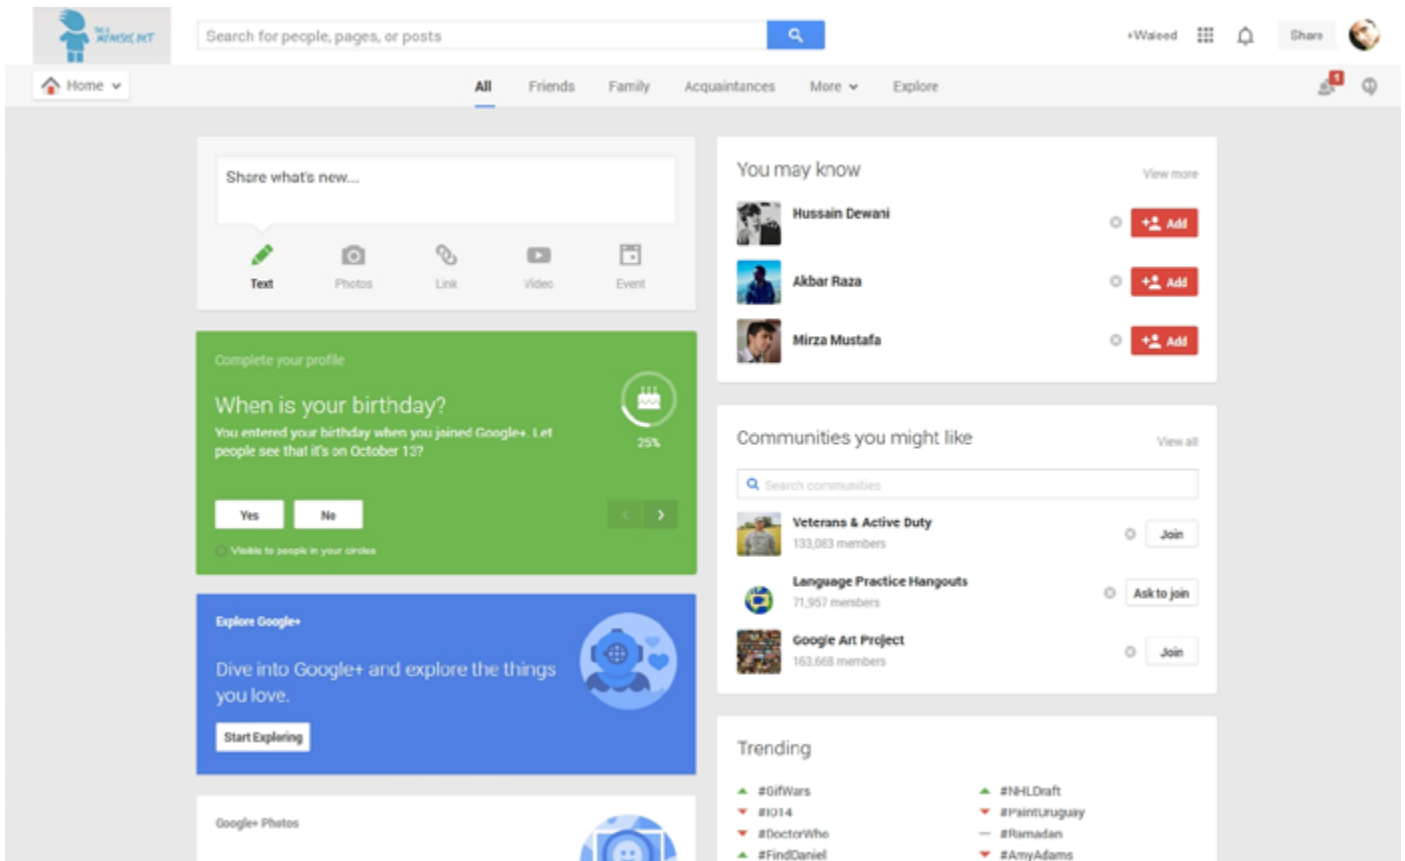 Search for people, pages, or posts
+Waleed
Share
Home
All Friends Family Acquaintances More Explore
1
Share what's new...
Text Photos Link Video Event
Complete your profile
When is your birthday?
You entered your birthday when you joined Google+. Let
people see that it's on October 13?
25%
Yes No
Visible to people in your circles
Explore Google+
Dive into Google+ and explore the things
you love.
Start Exploring
Google+ Photos
You may know
View more
Hussain Dewani
Add
Akbar Raza
Add
Mirza Mustafa
Add
Communities you might like
View all
Search communities
Veterans & Active Duty
133,083 members
Join
Language Practice Hangouts
71,957 members
Ask to join
Google Art Project
163,668 members
Join
Trending
#GifWars
#IO14
#DoctorWho
#FindDaniel
#NHLDraft
#PaintUruguay
#Ramadan
#AmyAdams